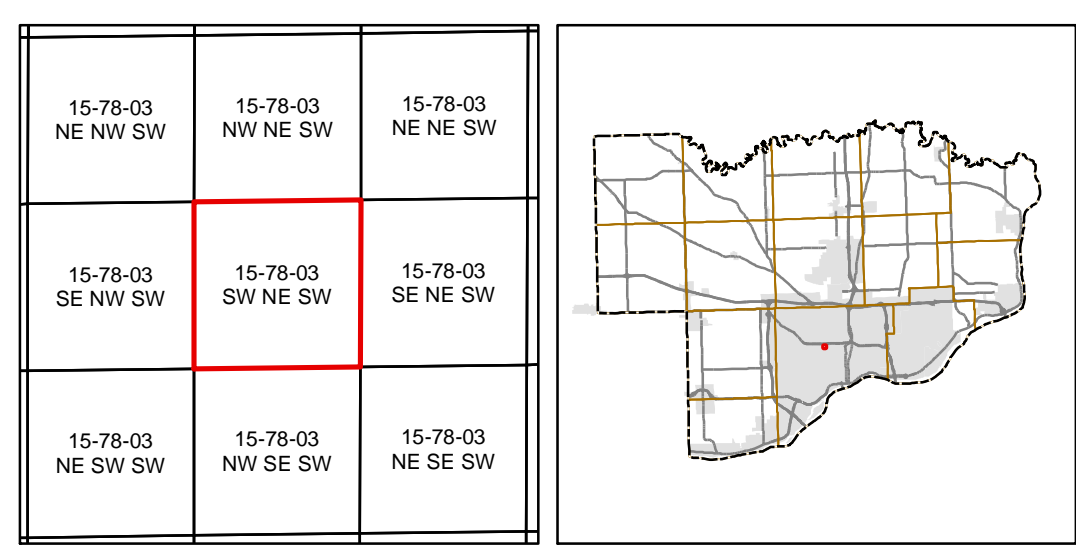 15-78-03
NE NW SW
15-78-03
NW NE SW
15-78-03
NE NE SW
15-78-03
SE NW SW
15-78-03
SW NE SW
15-78-03
SE NE SW
15-78-03
NE SW SW
15-78-03
NW SE SW
15-78-03
NE SE SW